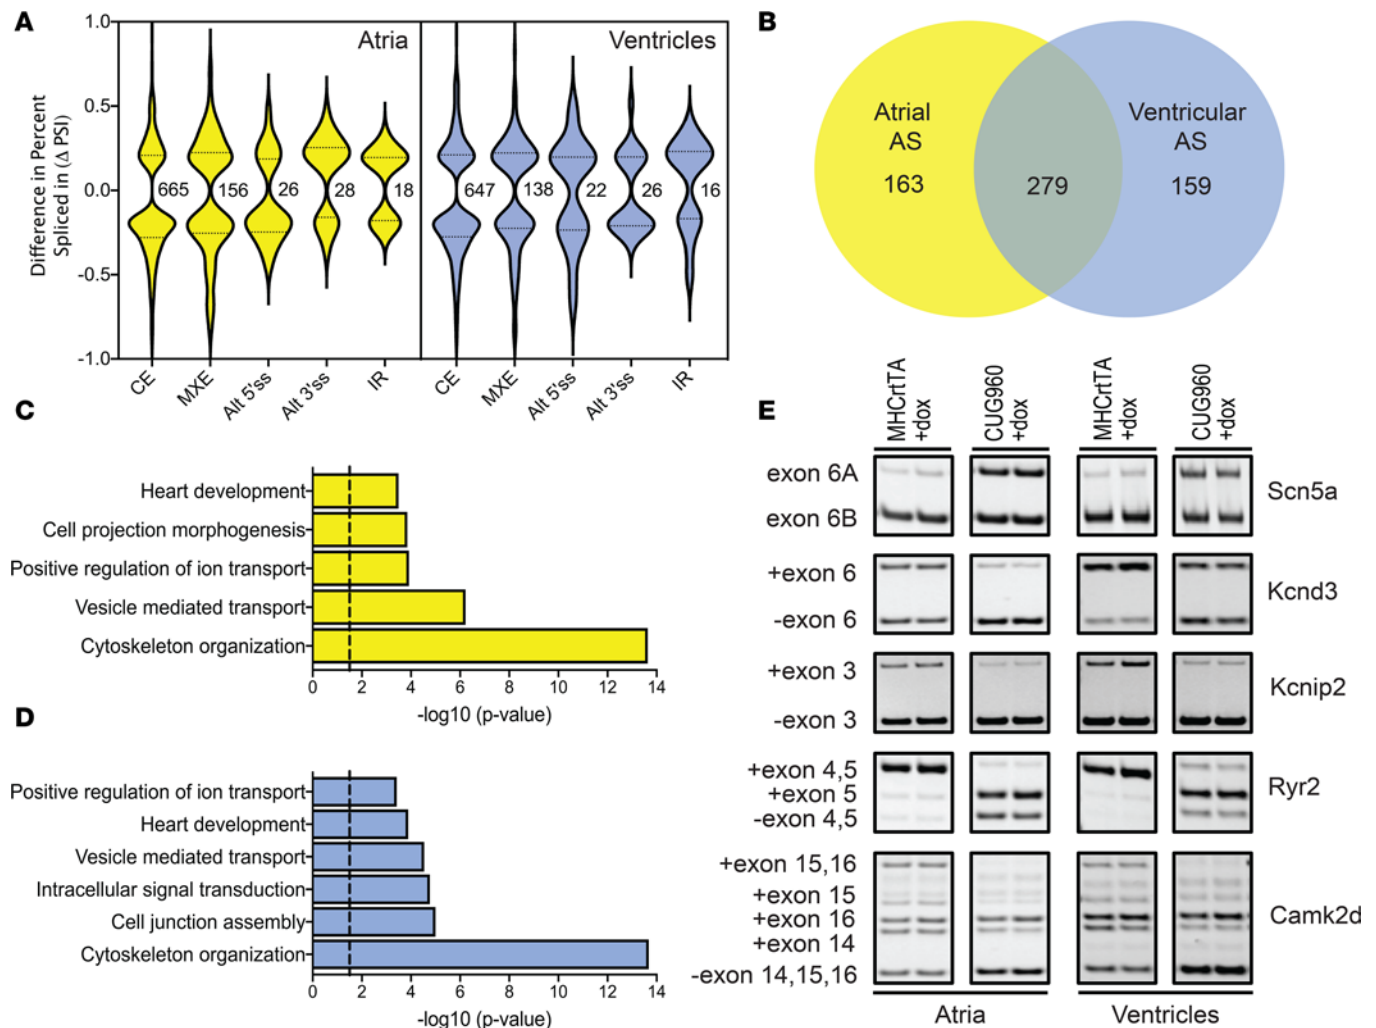 A
Difference in Percent
Spliced in (Δ PSI)
1.0
0.5
0.0
-0.5
-1.0
Atria
665
156
26
28
18
Ventricles
647
138
22
26
16
CE
MXE
Alt 5'ss
Alt 3'ss
IR
CE
MXE
Alt 5'ss
Alt 3'ss
IR
B
Atrial
AS
163
279
Ventricular
AS
159
C
Heart development
Cell projection morphogenesis
Positive regulation of ion transport
Vesicle mediated transport
Cytoskeleton organization
0 2 4 6 8 10 12 14
-log10 (p-value)
D
Positive regulation of ion transport
Heart development
Vesicle mediated transport
Intracellular signal transduction
Cell junction assembly
Cytoskeleton organization
0 2 4 6 8 10 12 14
-log10 (p-value)
E
MHCrtTA
+dox
CUG960
+dox
MHCrtTA
+dox
CUG960
+dox
exon 6A
exon 6B
Scn5a
+exon 6
-exon 6
Kcnd3
+exon 3
-exon 3
Kcnip2
+exon 4,5
+exon 5
-exon 4,5
Ryr2
+exon 15,16
+exon 15
+exon 16
+exon 14
-exon 14,15,16
Camk2d
Atria
Ventricles